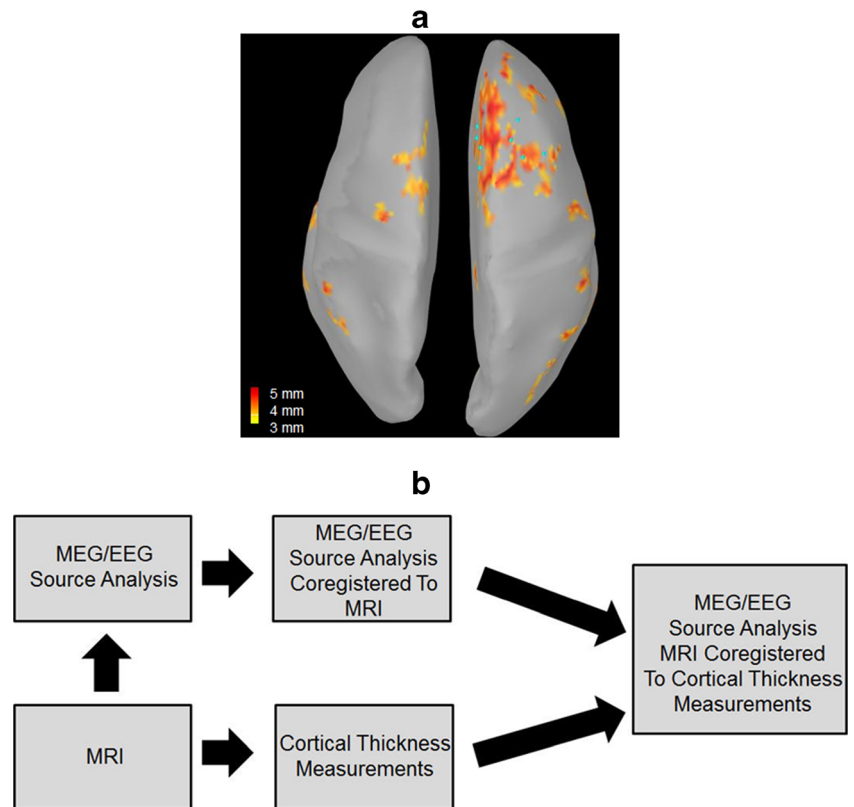 a
5 mm
4 mm
3 mm
b
MEG/EEG
Source Analysis
MEG/EEG
Source Analysis
Coregistered To
MRI
MEG/EEG
Source Analysis
MRI Coregistered
To Cortical Thickness
Measurements
MRI
Cortical Thickness
Measurements